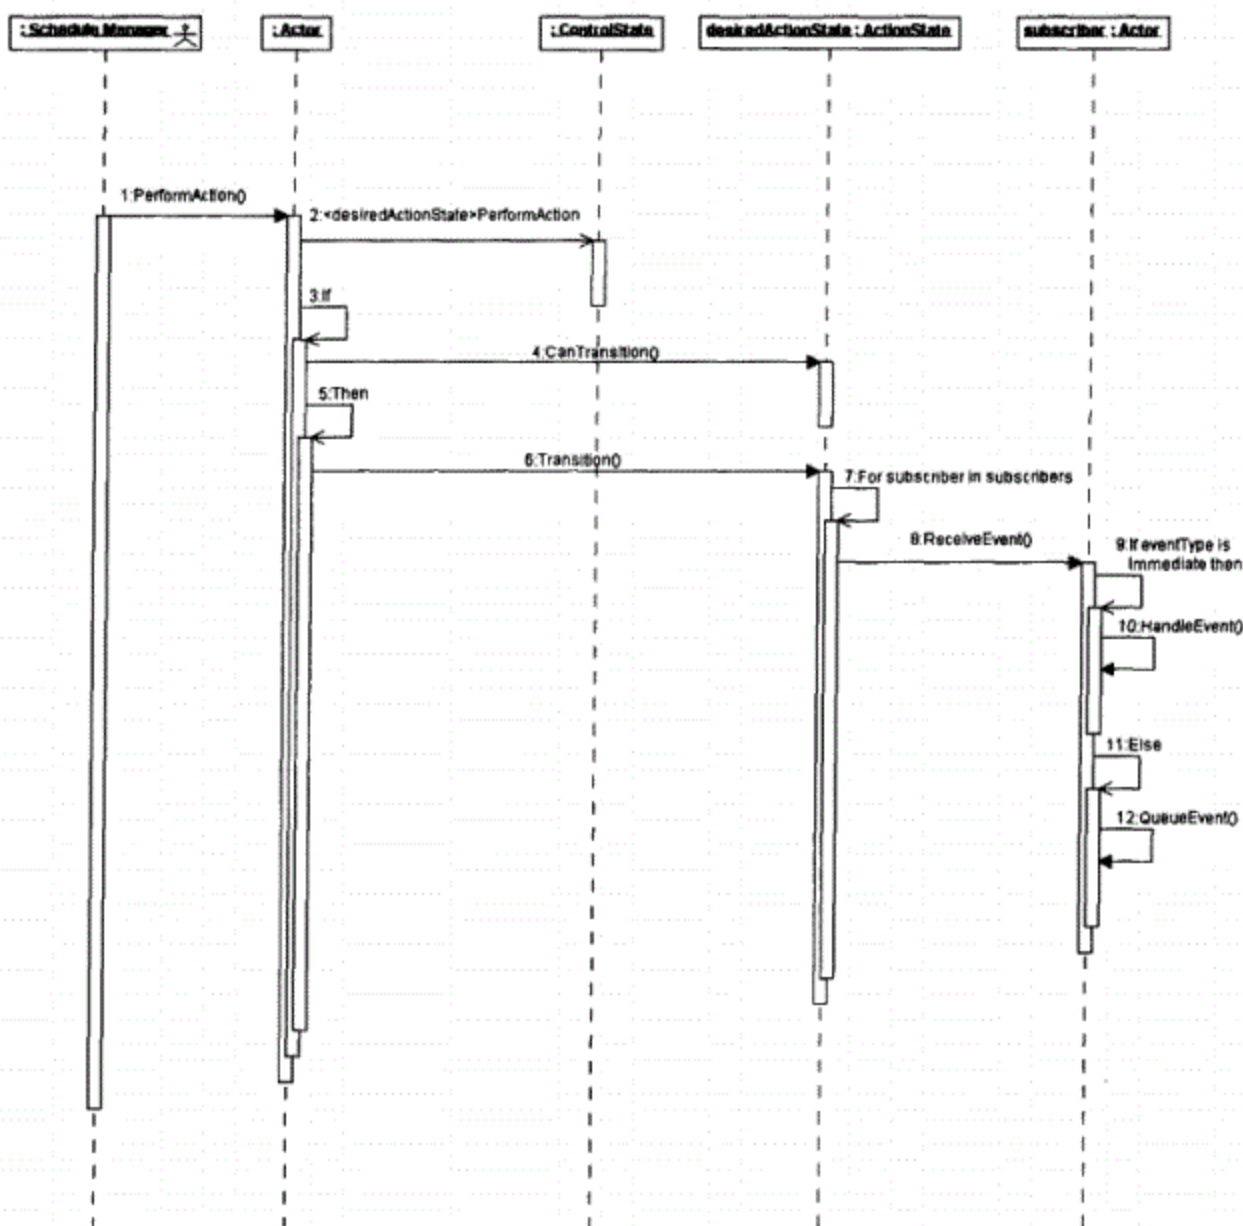 : Schedule Manager
: Actor
: ControlState
desiredActionState : ActionState
subscriber : Actor
1:PerformAction()
2:<desiredActionState>PerformAction
3:If
4:CanTransition()
5:Then
6:Transition()
7:For subscriber in subscribers
8:ReceiveEvent()
9:If eventType is
Immediate then
10:HandleEvent()
11:Else
12:QueueEvent()